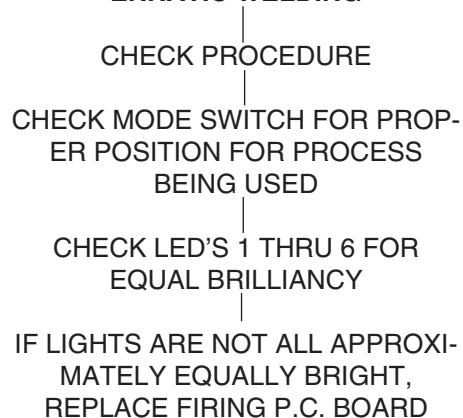 CHECK PROCEDURE
CHECK MODE SWITCH FOR PROP-
ER POSITION FOR PROCESS
BEING USED
CHECK LED'S 1 THRU 6 FOR
EQUAL BRILLIANCY
IF LIGHTS ARE NOT ALL APPROXI-
MATELY EQUALLY BRIGHT,
REPLACE FIRING P.C. BOARD